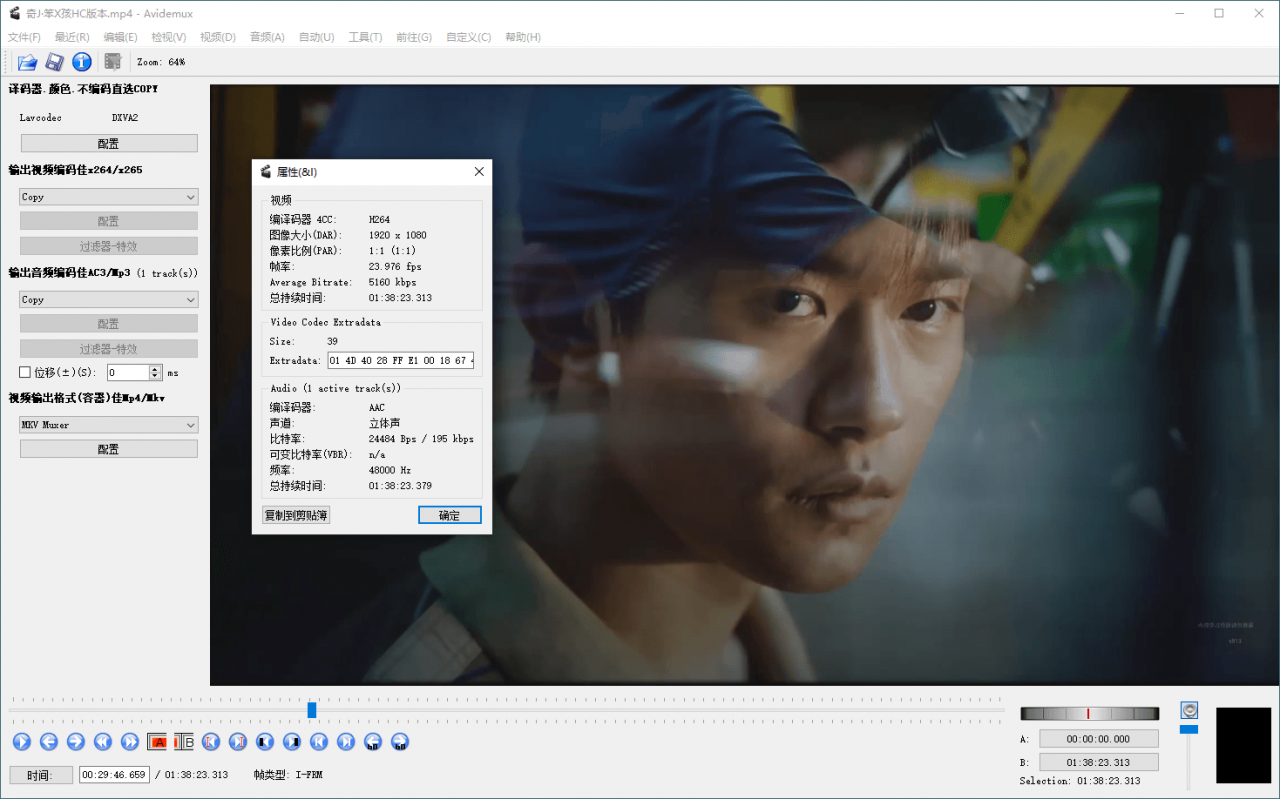 奇小笨X孩HC版本.mp4 - Avidemux
文件(F) 最近(R) 编辑(E) 检视(V) 视频(D) 音频(A) 自动(U) 工具(T) 前往(G) 自定义(C) 帮助(H)
Zoom: 64%
译码器.颜色.不编码直选COPY
Lavcodec DXVA2
配置
输出视频编码佳x264/x265
Copy
配置
过滤器-特效
输出音频编码佳AC3/Mp3 (1 track(s))
Copy
配置
过滤器-特效
位移(±)(S): 0 ms
视频输出格式(容器)佳Mp4/Mkv
MKV Muxer
配置
属性(&I)
视频
编译码器 4CC: H264
图像大小(DAR): 1920 x 1080
像素比例(PAR): 1:1 (1:1)
帧率: 23.976 fps
Average Bitrate: 5160 kbps
总持续时间: 01:38:23.313
Video Codec Extradata
Size: 39
Extradata: 01 4D 40 28 FF E1 00 18 67
Audio (1 active track(s))
编译码器: AAC
声道: 立体声
比特率: 24484 Bps / 195 kbps
可变比特率(VBR): n/a
频率: 48000 Hz
总持续时间: 01:38:23.379
复制到剪贴簿 确定
A B 60 60
A: 00:00:00.000
B: 01:38:23.313
Selection: 01:38:23.313
时间: 00:29:46.659 / 01:38:23.313 帧类型: I-FRM